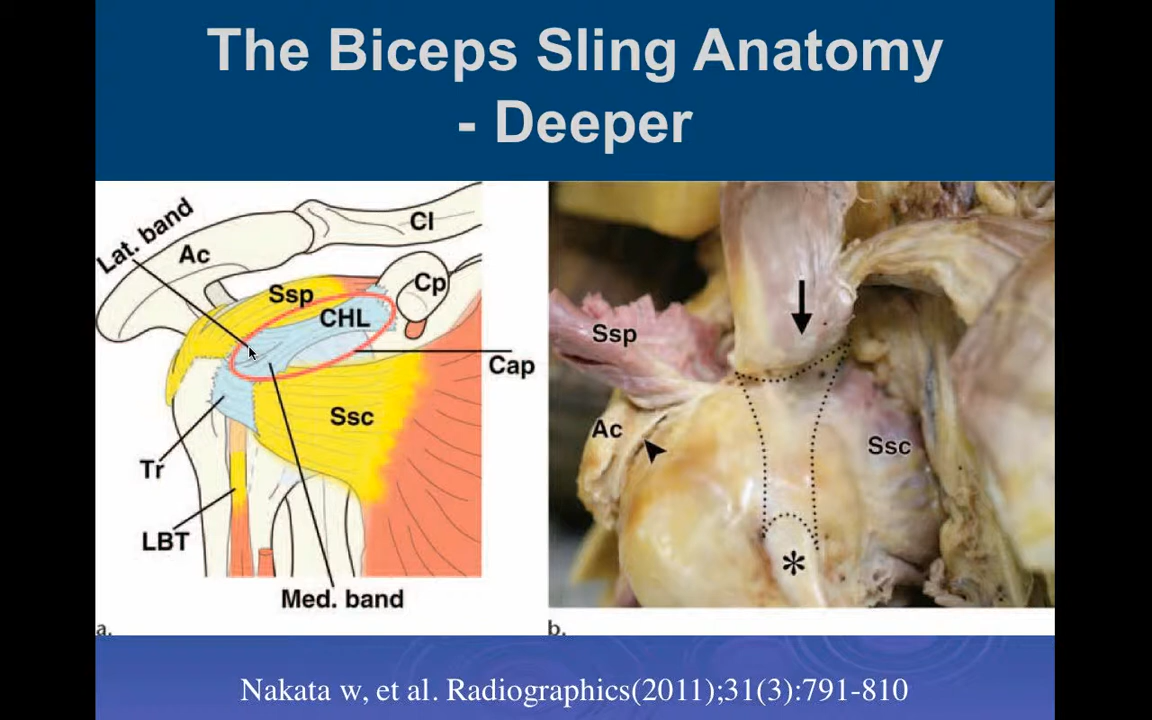 The Biceps Sling Anatomy
- Deeper
Lat. band
Cl
Ac
Cp
Ssp
CHL
Cap
Ssc
Tr
LBT
Med. band
a.
Ssp
Ac
Ssc
*
b.
Nakata w, et al. Radiographics(2011);31(3):791-810